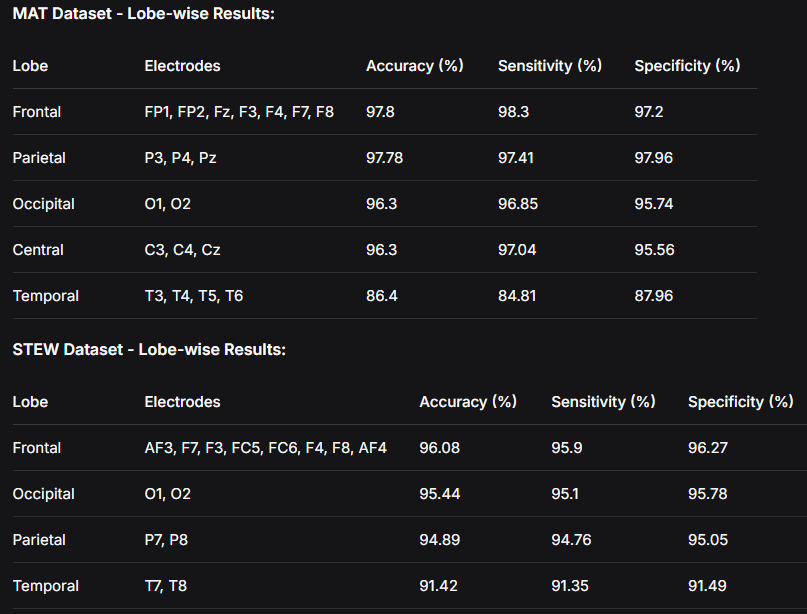 MAT Dataset - Lobe-wise Results:
Lobe Electrodes Accuracy (%) Sensitivity (%) Specificity (%)
Frontal FP1, FP2, Fz, F3, F4, F7, F8 97.8 98.3 97.2
Parietal P3, P4, Pz 97.78 97.41 97.96
Occipital O1, O2 96.3 96.85 95.74
Central C3, C4, Cz 96.3 97.04 95.56
Temporal T3, T4, T5, T6 86.4 84.81 87.96
STEW Dataset - Lobe-wise Results:
Lobe Electrodes Accuracy (%) Sensitivity (%) Specificity (%)
Frontal AF3, F7, F3, FC5, FC6, F4, F8, AF4 96.08 95.9 96.27
Occipital O1, O2 95.44 95.1 95.78
Parietal P7, P8 94.89 94.76 95.05
Temporal T7, T8 91.42 91.35 91.49